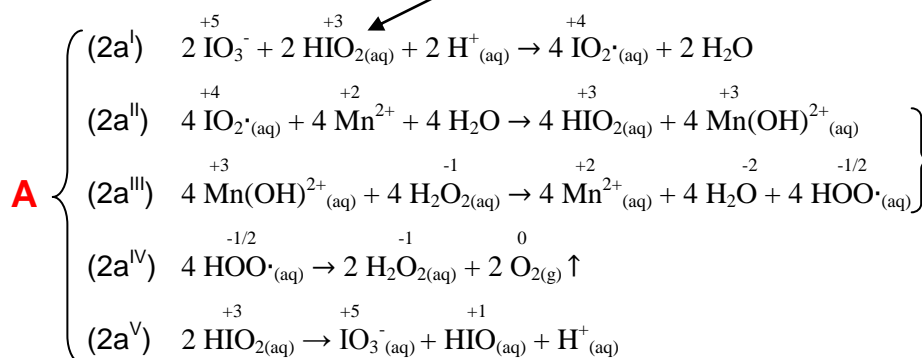 +5 +3 +4
(2aᴵ) 2 IO₃⁻ + 2 HIO₂(aq) + 2 H⁺(aq) → 4 IO₂·(aq) + 2 H₂O
+4 +2 +3 +3
(2aᴵᴵ) 4 IO₂·(aq) + 4 Mn²⁺ + 4 H₂O → 4 HIO₂(aq) + 4 Mn(OH)²⁺(aq)
+3 -1 +2 -2 -1/2
A (2aᴵᴵᴵ) 4 Mn(OH)²⁺(aq) + 4 H₂O₂(aq) → 4 Mn²⁺(aq) + 4 H₂O + 4 HOO·(aq)
-1/2 -1 0
(2aᴵⱽ) 4 HOO·(aq) → 2 H₂O₂(aq) + 2 O₂(g) ↑
+3 +5 +1
(2aⱽ) 2 HIO₂(aq) → IO₃⁻(aq) + HIO(aq) + H⁺(aq)